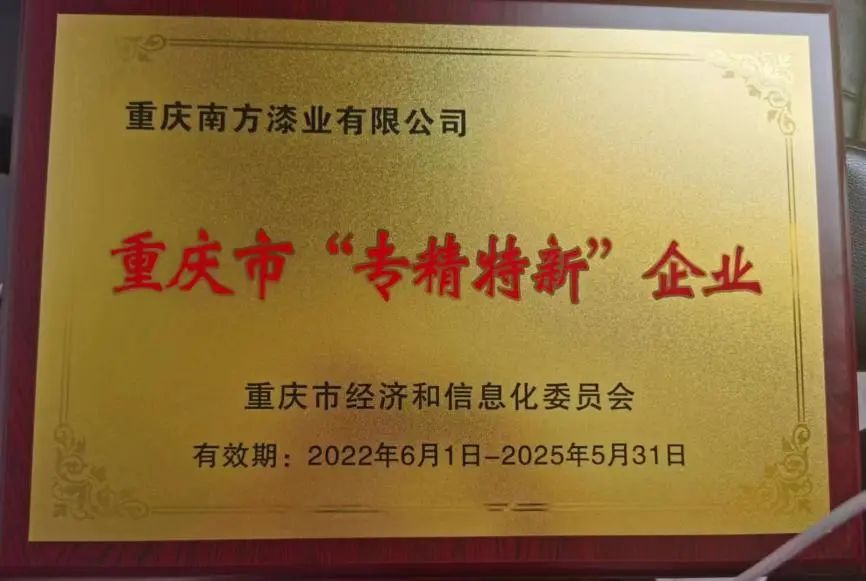 重庆南方漆业有限公司
重庆市“专精特新”企业
重庆市经济和信息化委员会
有效期：2022年6月1日-2025年5月31日